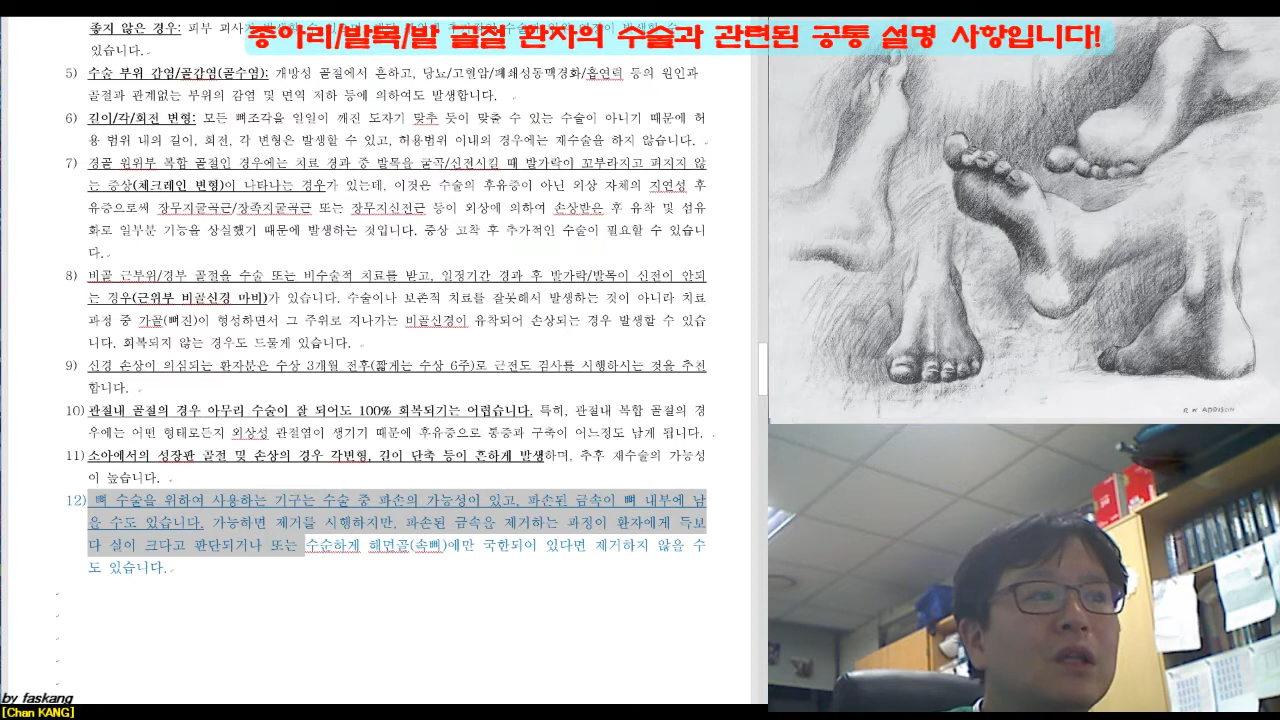 종아리/발목/발 골절 환자의 수술과 관련된 공통 설명 사항입니다!
좋지 않은 경우: 피부 괴사가
있습니다.
5) 수술 부위 감염/골감염(골수염): 개방성 골절에서 흔하고, 당뇨/고혈압/폐쇄성동맥경화/흡연력 등의 원인과
골절과 관계없는 부위의 감염 및 면역 저하 등에 의하여도 발생합니다.
6) 길이/각/회전 변형: 모든 뼈조각을 일일이 깨진 도자기 맞추 듯이 맞출 수 있는 수술이 아니기 때문에 허
용 범위 내의 길이, 회전, 각 변형은 발생할 수 있고, 허용범위 이내의 경우에는 재수술을 하지 않습니다.
7) 경골 원위부 복합 골절인 경우에는 치료 경과 중 발목을 굴곡/신전시킬 때 발가락이 꼬부라지고 펴지지 않
는 증상(체크레인 변형)이 나타나는 경우가 있는데, 이것은 수술의 후유증이 아닌 외상 자체의 지연성 후
유증으로써 장무지굴곡근/장족지굴곡근 또는 장무지신전근 등이 외상에 의하여 손상받은 후 유착 및 섬유
화로 일부분 기능을 상실했기 때문에 발생하는 것입니다. 증상 고착 후 추가적인 수술이 필요할 수 있습니
다.
8) 비골 근부위/경부 골절을 수술 또는 비수술적 치료를 받고, 일정기간 경과 후 발가락/발목이 신전이 안되
는 경우(근위부 비골신경 마비)가 있습니다. 수술이나 보존적 치료를 잘못해서 발생하는 것이 아니라 치료
과정 중 가골(뼈진)이 형성하면서 그 주위로 지나가는 비골신경이 유착되어 손상되는 경우 발생할 수 있습
니다. 회복되지 않는 경우도 드물게 있습니다.
9) 신경 손상이 의심되는 환자분은 수상 3개월 전후(짧게는 수상 6주)로 근전도 검사를 시행하시는 것을 추천
합니다.
10) 관절내 골절의 경우 아무리 수술이 잘 되어도 100% 회복되기는 어렵습니다. 특히, 관절내 복합 골절의 경
우에는 어떤 형태로든지 외상성 관절염이 생기기 때문에 후유증으로 통증과 구축이 어느정도 남게 됩니다.
11) 소아에서의 성장판 골절 및 손상의 경우 각변형, 길이 단축 등이 흔하게 발생하며, 추후 재수술의 가능성
이 높습니다.
12) 뼈 수술을 위하여 사용하는 기구는 수술 중 파손의 가능성이 있고, 파손된 금속이 뼈 내부에 남
을 수도 있습니다. 가능하면 제거를 시행하지만, 파손된 금속을 제거하는 과정이 환자에게 득보
다 실이 크다고 판단되거나 또는 수순하게 해면골(속뼈)에만 국한되어 있다면 제거하지 않을 수
도 있습니다.
R W ADDISON
by faskang
[Chan KANG]